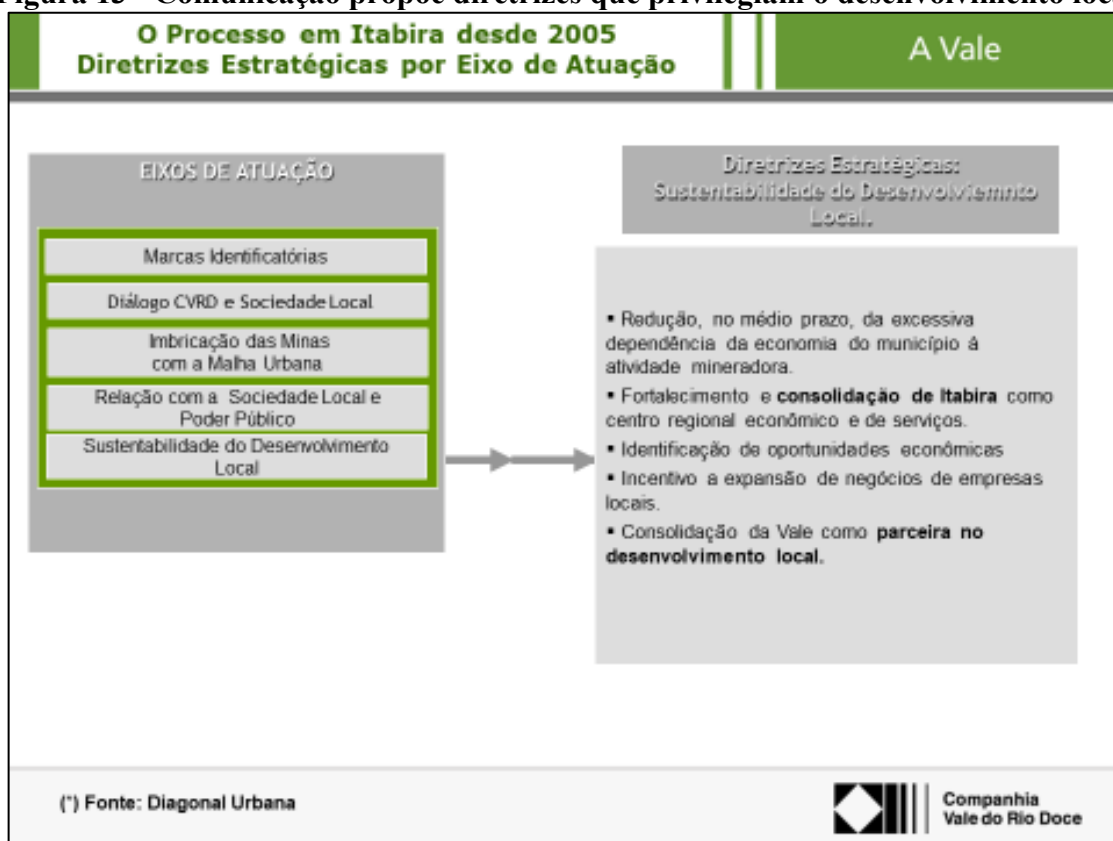 Figura 13 - Comunicação propõe diretrizes que privilegiam o desenvolvimento
O Processo em Itabira desde 2005
Diretrizes Estratégicas por Eixo de Atuação
A Vale
EIXOS DE ATUAÇÃO
Marcas Identificatórias
Diálogo CVRD e Sociedade Local
Imbricação das Minas
com a Malha Urbana
Relação com a Sociedade Local e
Poder Público
Sustentabilidade do Desenvolvimento
Local
Diretrizes Estratégicas:
Sustentabilidade do Desenvolviemnto
Local.
▪ Redução, no médio prazo, da excessiva
dependência da economia do município á
atividade mineradora.
▪ Fortalecimento e consolidação de Itabira como
centro regional econômico e de serviços.
▪ Identificação de oportunidades econômicas
▪ Incentivo a expansão de negócios de empresas
locais.
▪ Consolidação da Vale como parceira no
desenvolvimento local.
(*) Fonte: Diagonal Urbana
Companhia
Vale do Rio Doce